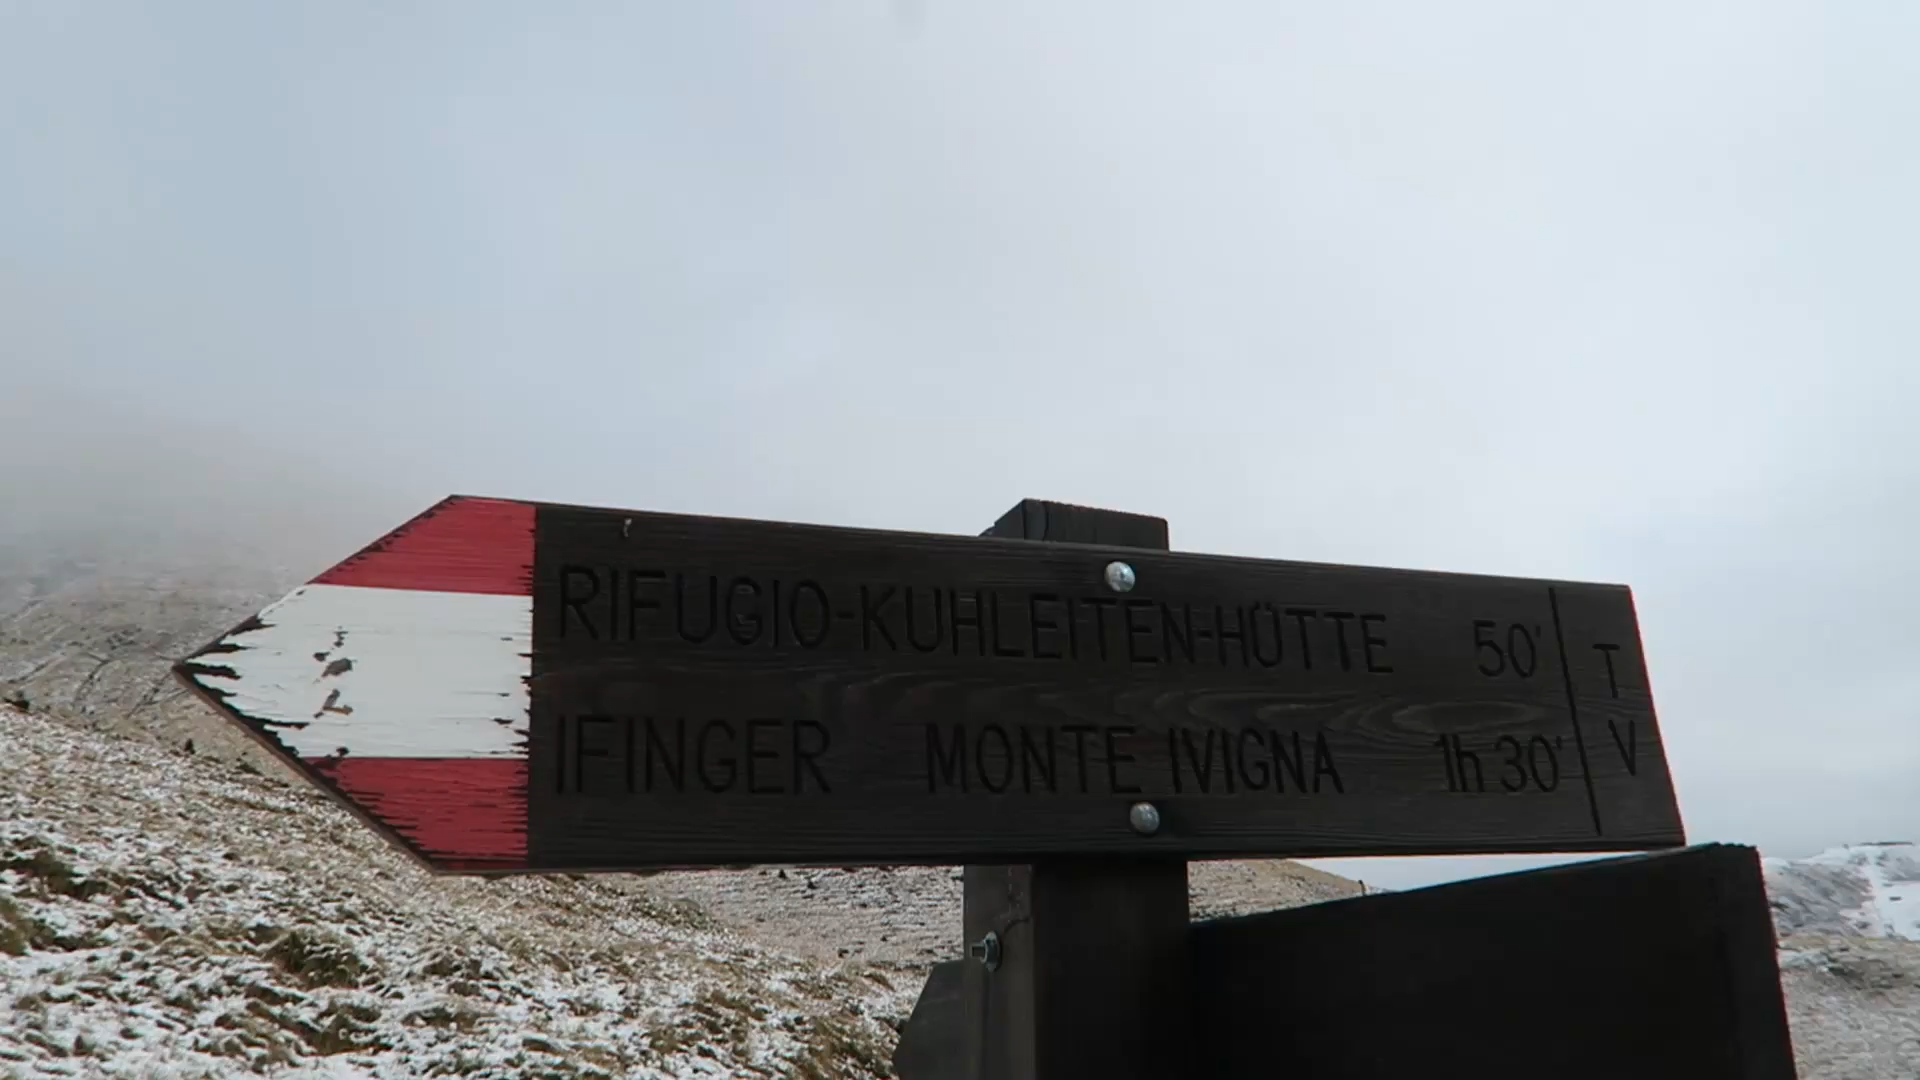 RIFUGIO-KUHLEITEN-HÜTTE 50'
IFINGER MONTE IVIGNA 1h 30'
T
V